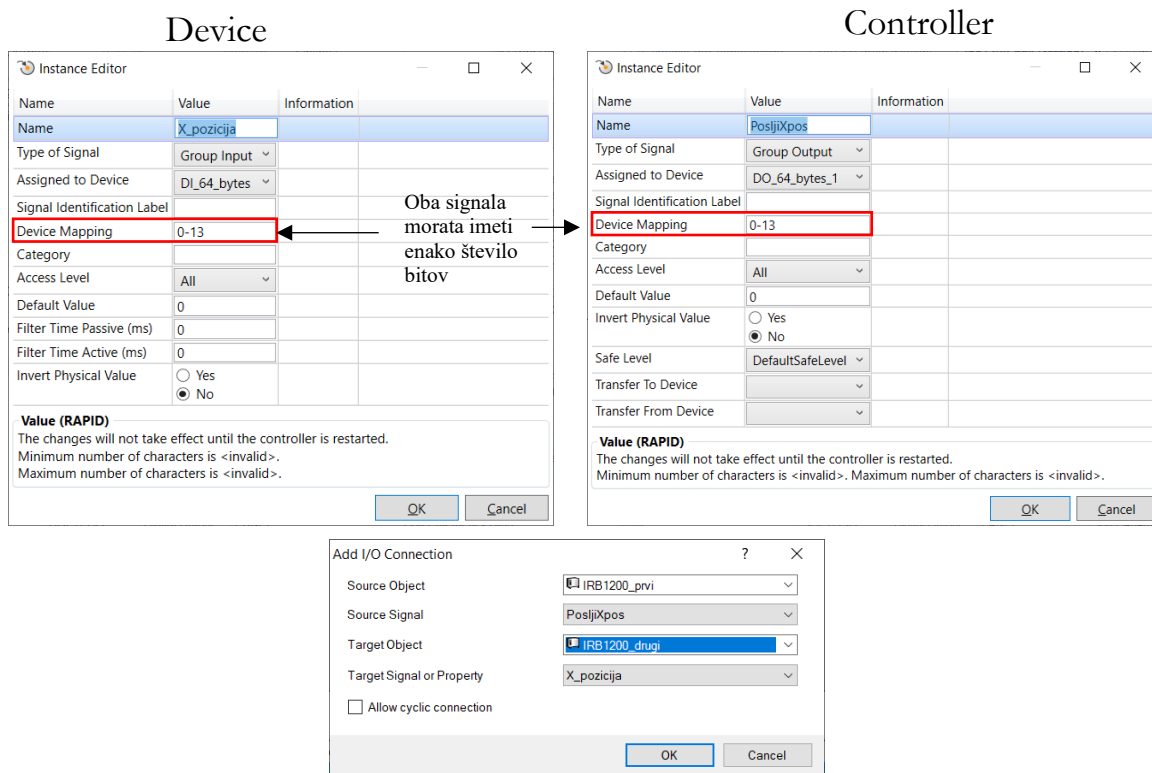 Device
Controller
Instance Editor
Name Value Information
Name X_pozicija
Type of Signal Group Input
Assigned to Device DI_64_bytes
Signal Identification Label
Device Mapping 0-13
Category
Access Level All
Default Value 0
Filter Time Passive (ms) 0
Filter Time Active (ms) 0
Invert Physical Value Yes
No
Value (RAPID)
The changes will not take effect until the controller is restarted.
Minimum number of characters is <invalid>.
Maximum number of characters is <invalid>.
OK Cancel
Oba signala
morata imeti
enako število
bitov
Instance Editor
Name Value Information
Name PosljiXpos
Type of Signal Group Output
Assigned to Device DO_64_bytes_1
Signal Identification Label
Device Mapping 0-13
Category
Access Level All
Default Value 0
Invert Physical Value Yes
No
Safe Level DefaultSafeLevel
Transfer To Device
Transfer From Device
Value (RAPID)
The changes will not take effect until the controller is restarted.
Minimum number of characters is <invalid>. Maximum number of characters is <invalid>.
OK Cancel
Add I/O Connection ?
Source Object IRB1200_prvi
Source Signal PosljiXpos
Target Object IRB1200_drugi
Target Signal or Property X_pozicija
Allow cyclic connection
OK Cancel